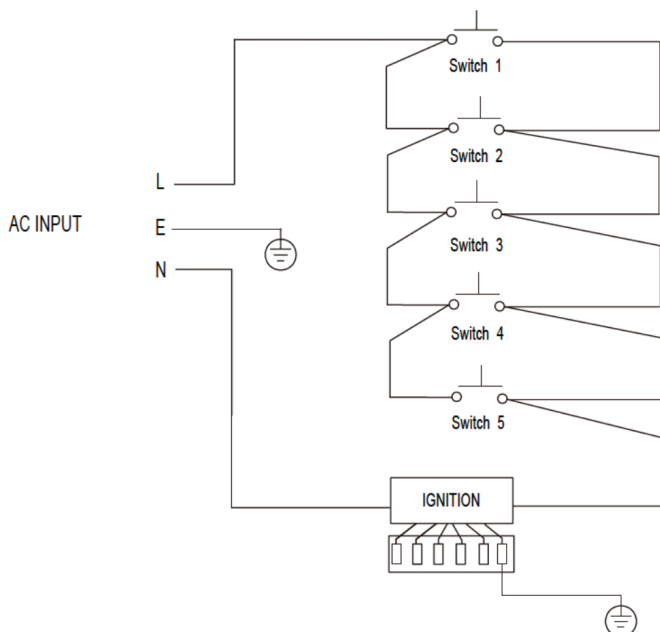 Switch 1
Switch 2
L
AC INPUT
E
Switch 3
N
Switch 4
Switch 5
IGNITION